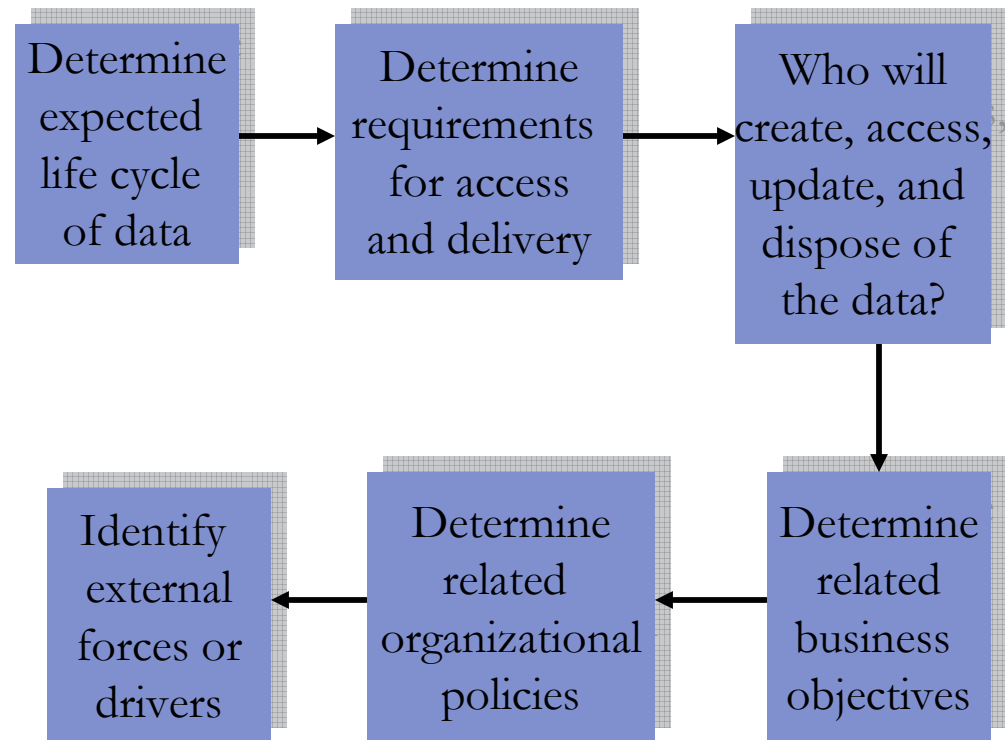 Determine
expected
life cycle
of data
Determine
requirements
for access
and delivery
Who will
create, access,
update, and
dispose of
the data?
Determine
related
business
objectives
Determine
related
organizational
policies
Identify
external
forces or
drivers